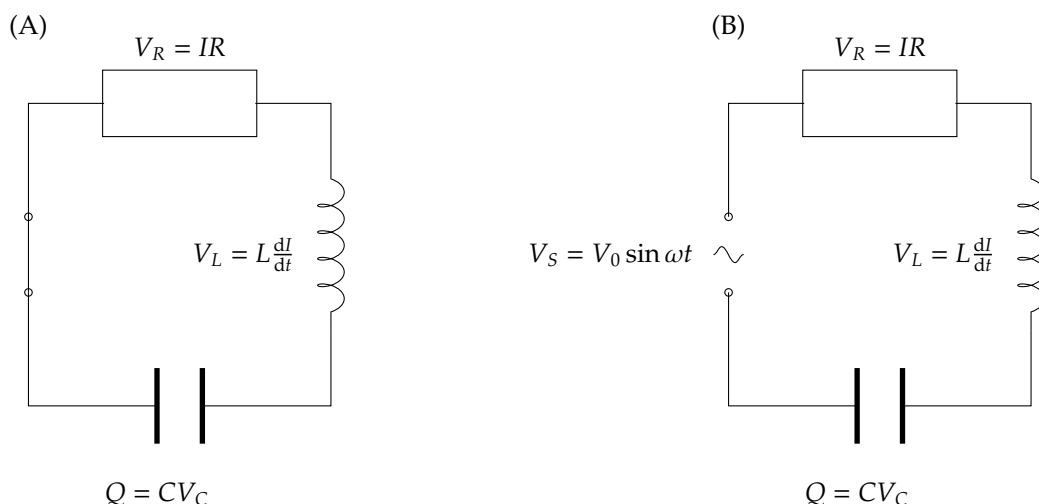 (A)
V_R = IR
V_L = L dI/dt
Q = CV_C
(B)
V_R = IR
V_S = V_0 sin ωt
V_L = L dI/dt
Q = CV_C